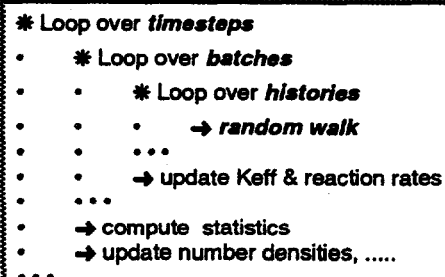 ✱ Loop over timesteps
• ✱ Loop over batches
• • ✱ Loop over histories
• • • → random walk
• • • • •
• • → update Keff & reaction rates
• • • •
• → compute statistics
• → update number densities, .....
• • •